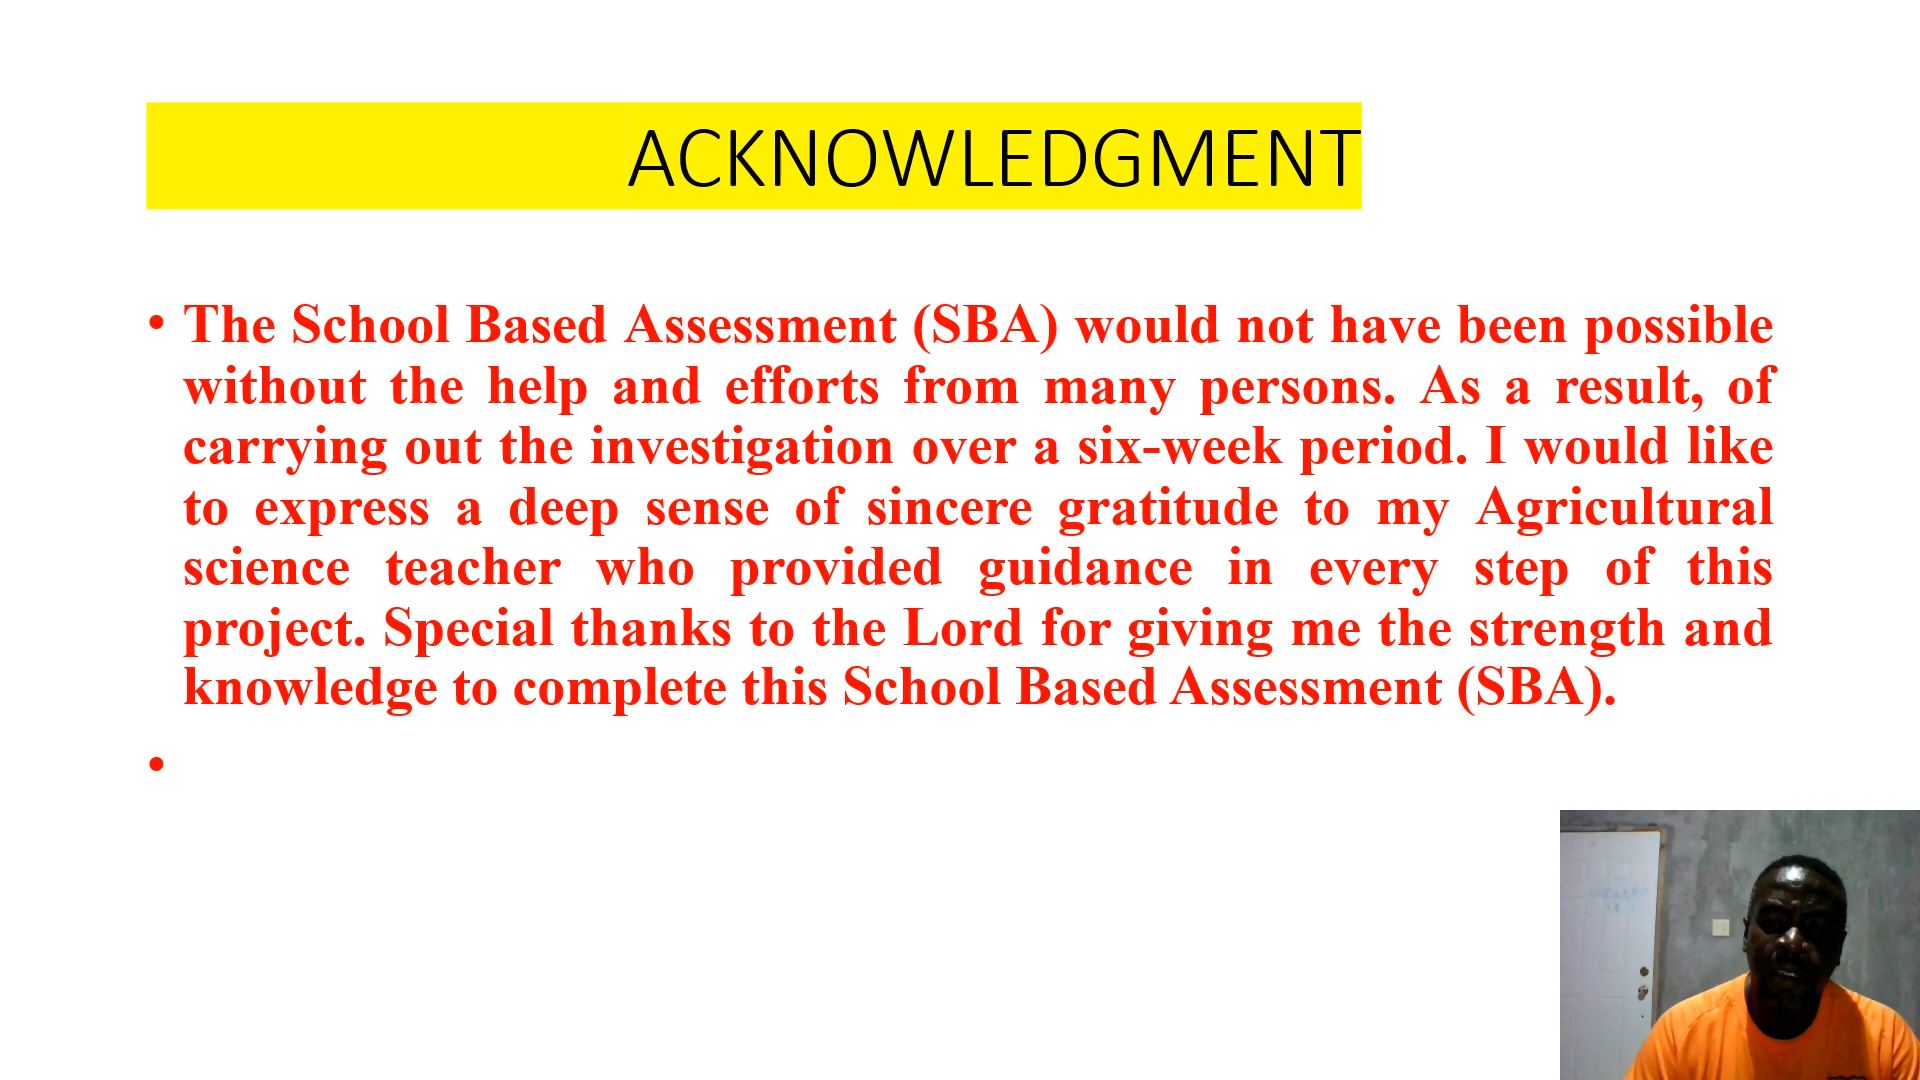 ACKNOWLEDGMENT
• The School Based Assessment (SBA) would not have been possible
without the help and efforts from many persons. As a result, of
carrying out the investigation over a six-week period. I would like
to express a deep sense of sincere gratitude to my Agricultural
science teacher who provided guidance in every step of this
project. Special thanks to the Lord for giving me the strength and
knowledge to complete this School Based Assessment (SBA).
•